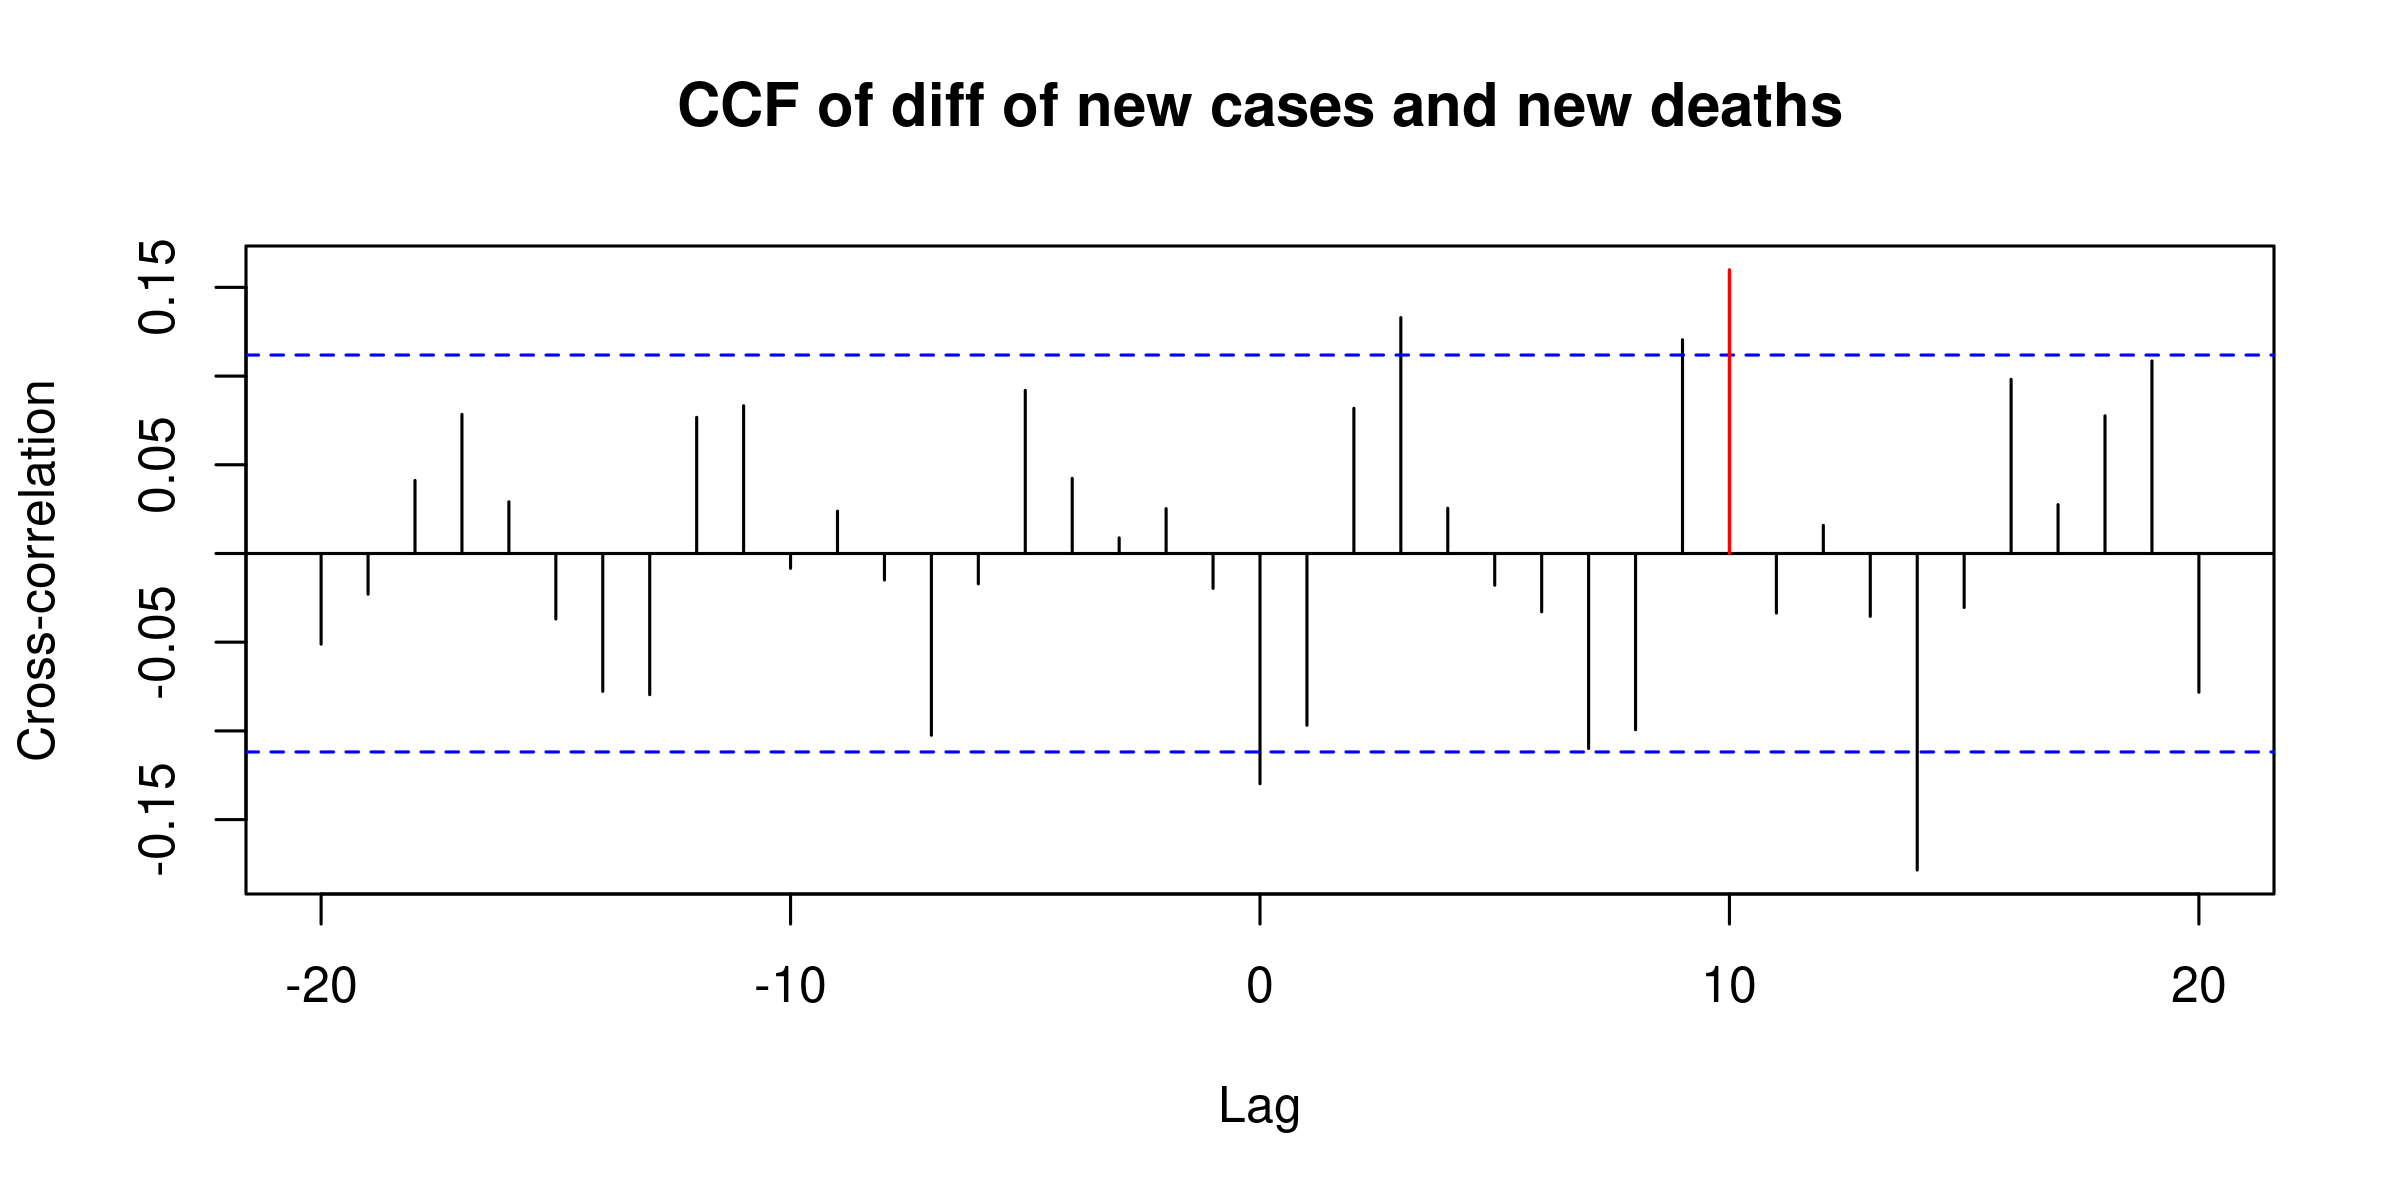 CCF of diff of new cases and new deaths
Cross-correlation
0.15
0.05
-0.05
-0.15
-20 -10 0 10 20
Lag